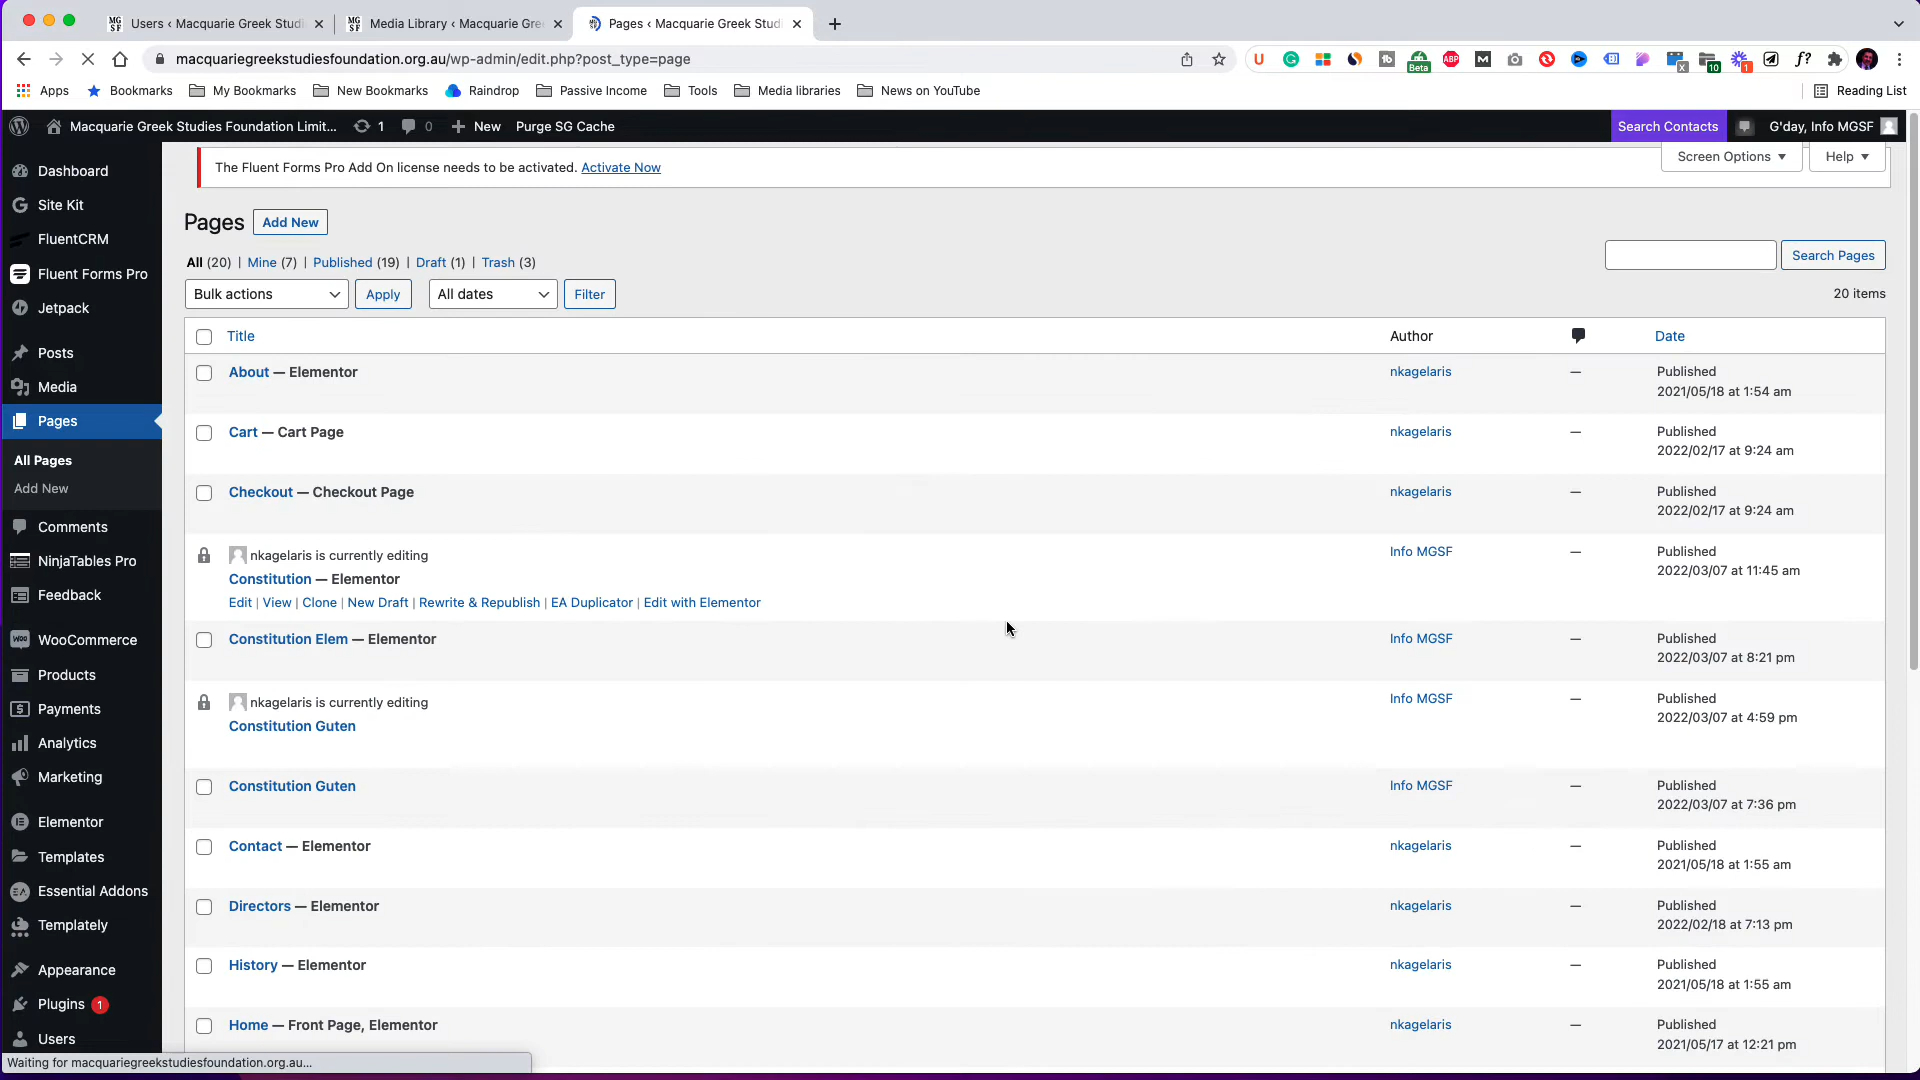 Users ‹ Macquarie Greek Studi
Media Library ‹ Macquarie Gre
Pages ‹ Macquarie Greek Stud
macquariegreekstudiesfoundation.org.au/wp-admin/edit.php?post_type=page
Apps Bookmarks My Bookmarks New Bookmarks Raindrop Passive Income Tools Media libraries News on YouTube Reading List
Macquarie Greek Studies Foundation Limit... 1 0 New Purge SG Cache Search Contacts G'day, Info MGSF
The Fluent Forms Pro Add On license needs to be activated. Activate Now
Screen Options Help
Pages Add New
All (20) | Mine (7) | Published (19) | Draft (1) | Trash (3)
Search Pages
Bulk actions Apply All dates Filter
20 items
Title Author Date
About — Elementor nkagelaris — Published
2021/05/18 at 1:54 am
Cart — Cart Page nkagelaris — Published
2022/02/17 at 9:24 am
Checkout — Checkout Page nkagelaris — Published
2022/02/17 at 9:24 am
nkagelaris is currently editing Info MGSF — Published
2022/03/07 at 11:45 am
Constitution — Elementor
Edit | View | Clone | New Draft | Rewrite & Republish | EA Duplicator | Edit with Elementor
Constitution Elem — Elementor Info MGSF — Published
2022/03/07 at 8:21 pm
nkagelaris is currently editing Info MGSF — Published
2022/03/07 at 4:59 pm
Constitution Guten
Constitution Guten Info MGSF — Published
2022/03/07 at 7:36 pm
Contact — Elementor nkagelaris — Published
2021/05/18 at 1:55 am
Directors — Elementor nkagelaris — Published
2022/02/18 at 7:13 pm
History — Elementor nkagelaris — Published
2021/05/18 at 1:55 am
Home — Front Page, Elementor nkagelaris — Published
2021/05/17 at 12:21 pm
Dashboard
Site Kit
FluentCRM
Fluent Forms Pro
Jetpack
Posts
Media
Pages
All Pages
Add New
Comments
NinjaTables Pro
Feedback
WooCommerce
Products
Payments
Analytics
Marketing
Elementor
Templates
Essential Addons
Templately
Appearance
Plugins 1
Users
Waiting for macquariegreekstudiesfoundation.org.au...